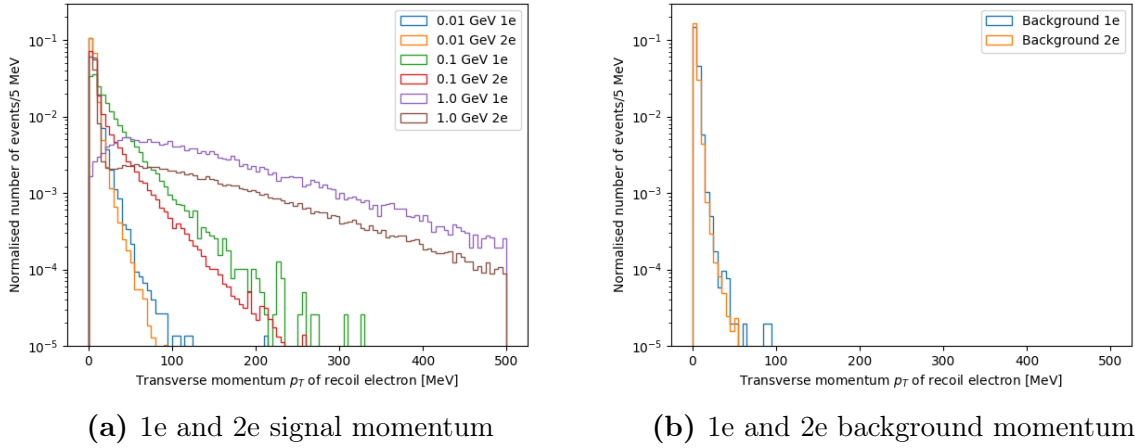 Normalised number of events/5 MeV
10⁻¹
10⁻²
10⁻³
10⁻⁴
10⁻⁵
0.01 GeV 1e
0.01 GeV 2e
0.1 GeV 1e
0.1 GeV 2e
1.0 GeV 1e
1.0 GeV 2e
0 100 200 300 400 500
Transverse momentum p_T of recoil electron [MeV]
(a) 1e and 2e signal momentum
Normalised number of events/5 MeV
10⁻¹
10⁻²
10⁻³
10⁻⁴
10⁻⁵
Background 1e
Background 2e
0 100 200 300 400 500
Transverse momentum p_T of recoil electron [MeV]
(b) 1e and 2e background momentum